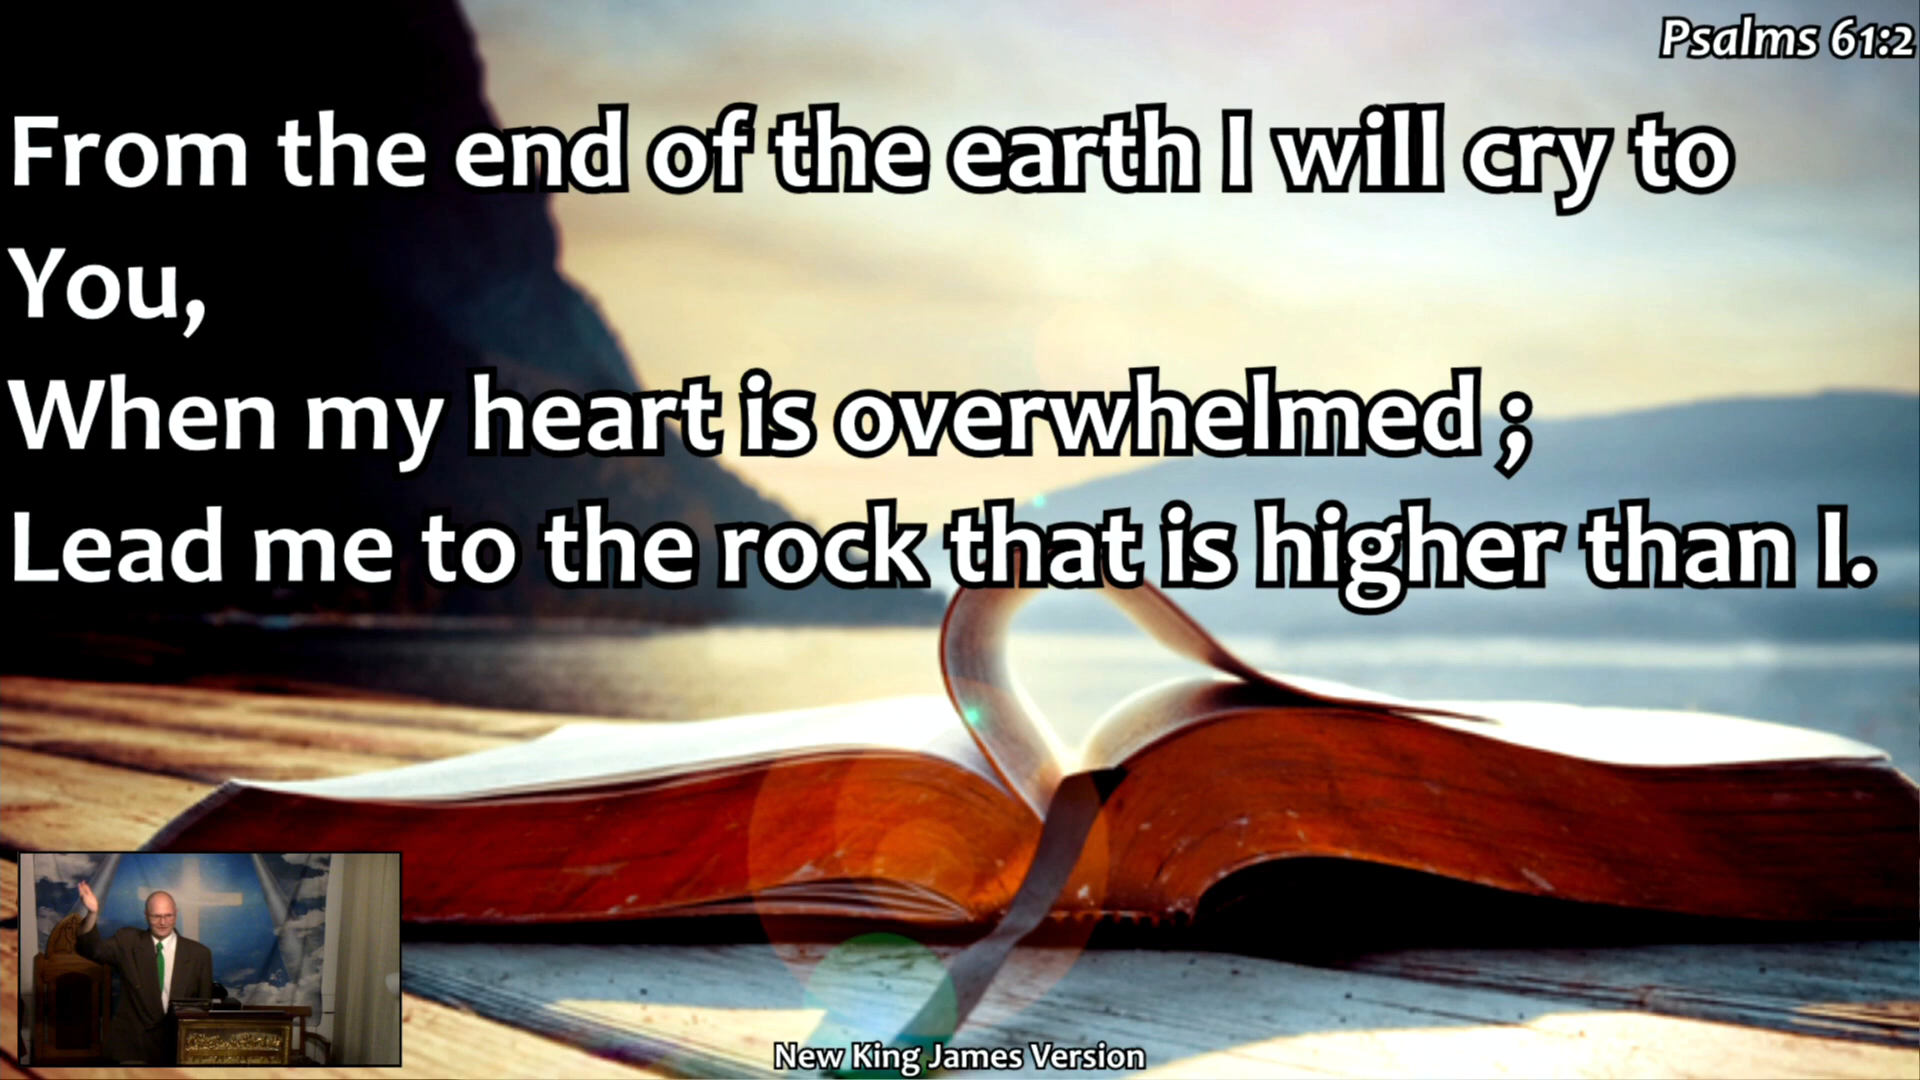 Psalms 61:2
From the end of the earth I will cry to
You,
When my heart is overwhelmed ;
Lead me to the rock that is higher than I.
New King James Version